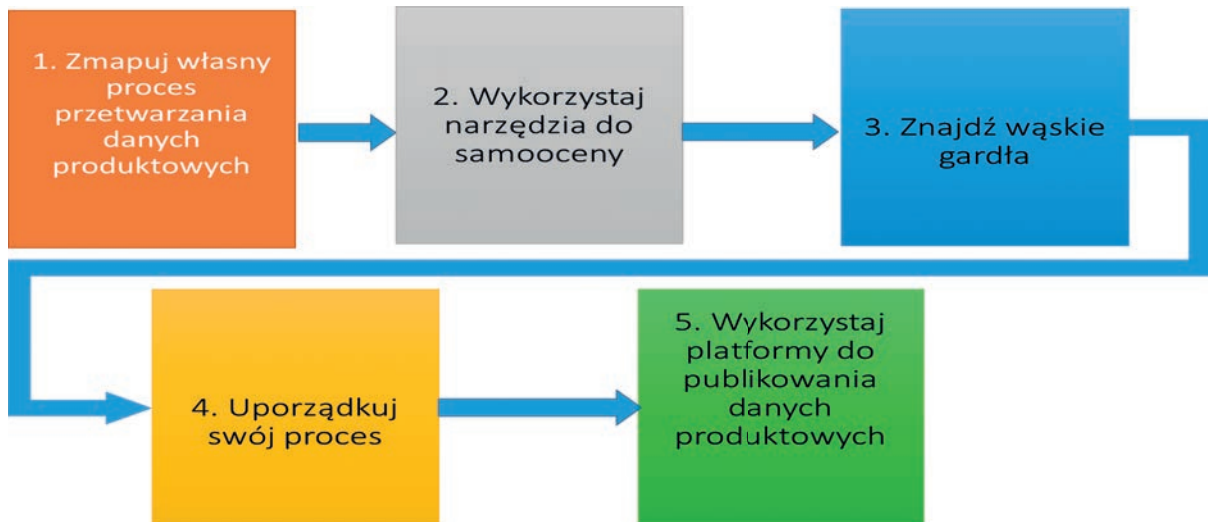 1. Zmapuj własny
proces
przetwarzania
danych
produktowych
2. Wykorzystaj
narzędzia do
samooceny
3. Znajdź wąskie
gardła
4. Uporządkuj
swój proces
5. Wykorzystaj
platformy do
publikowania
danych
produktowych